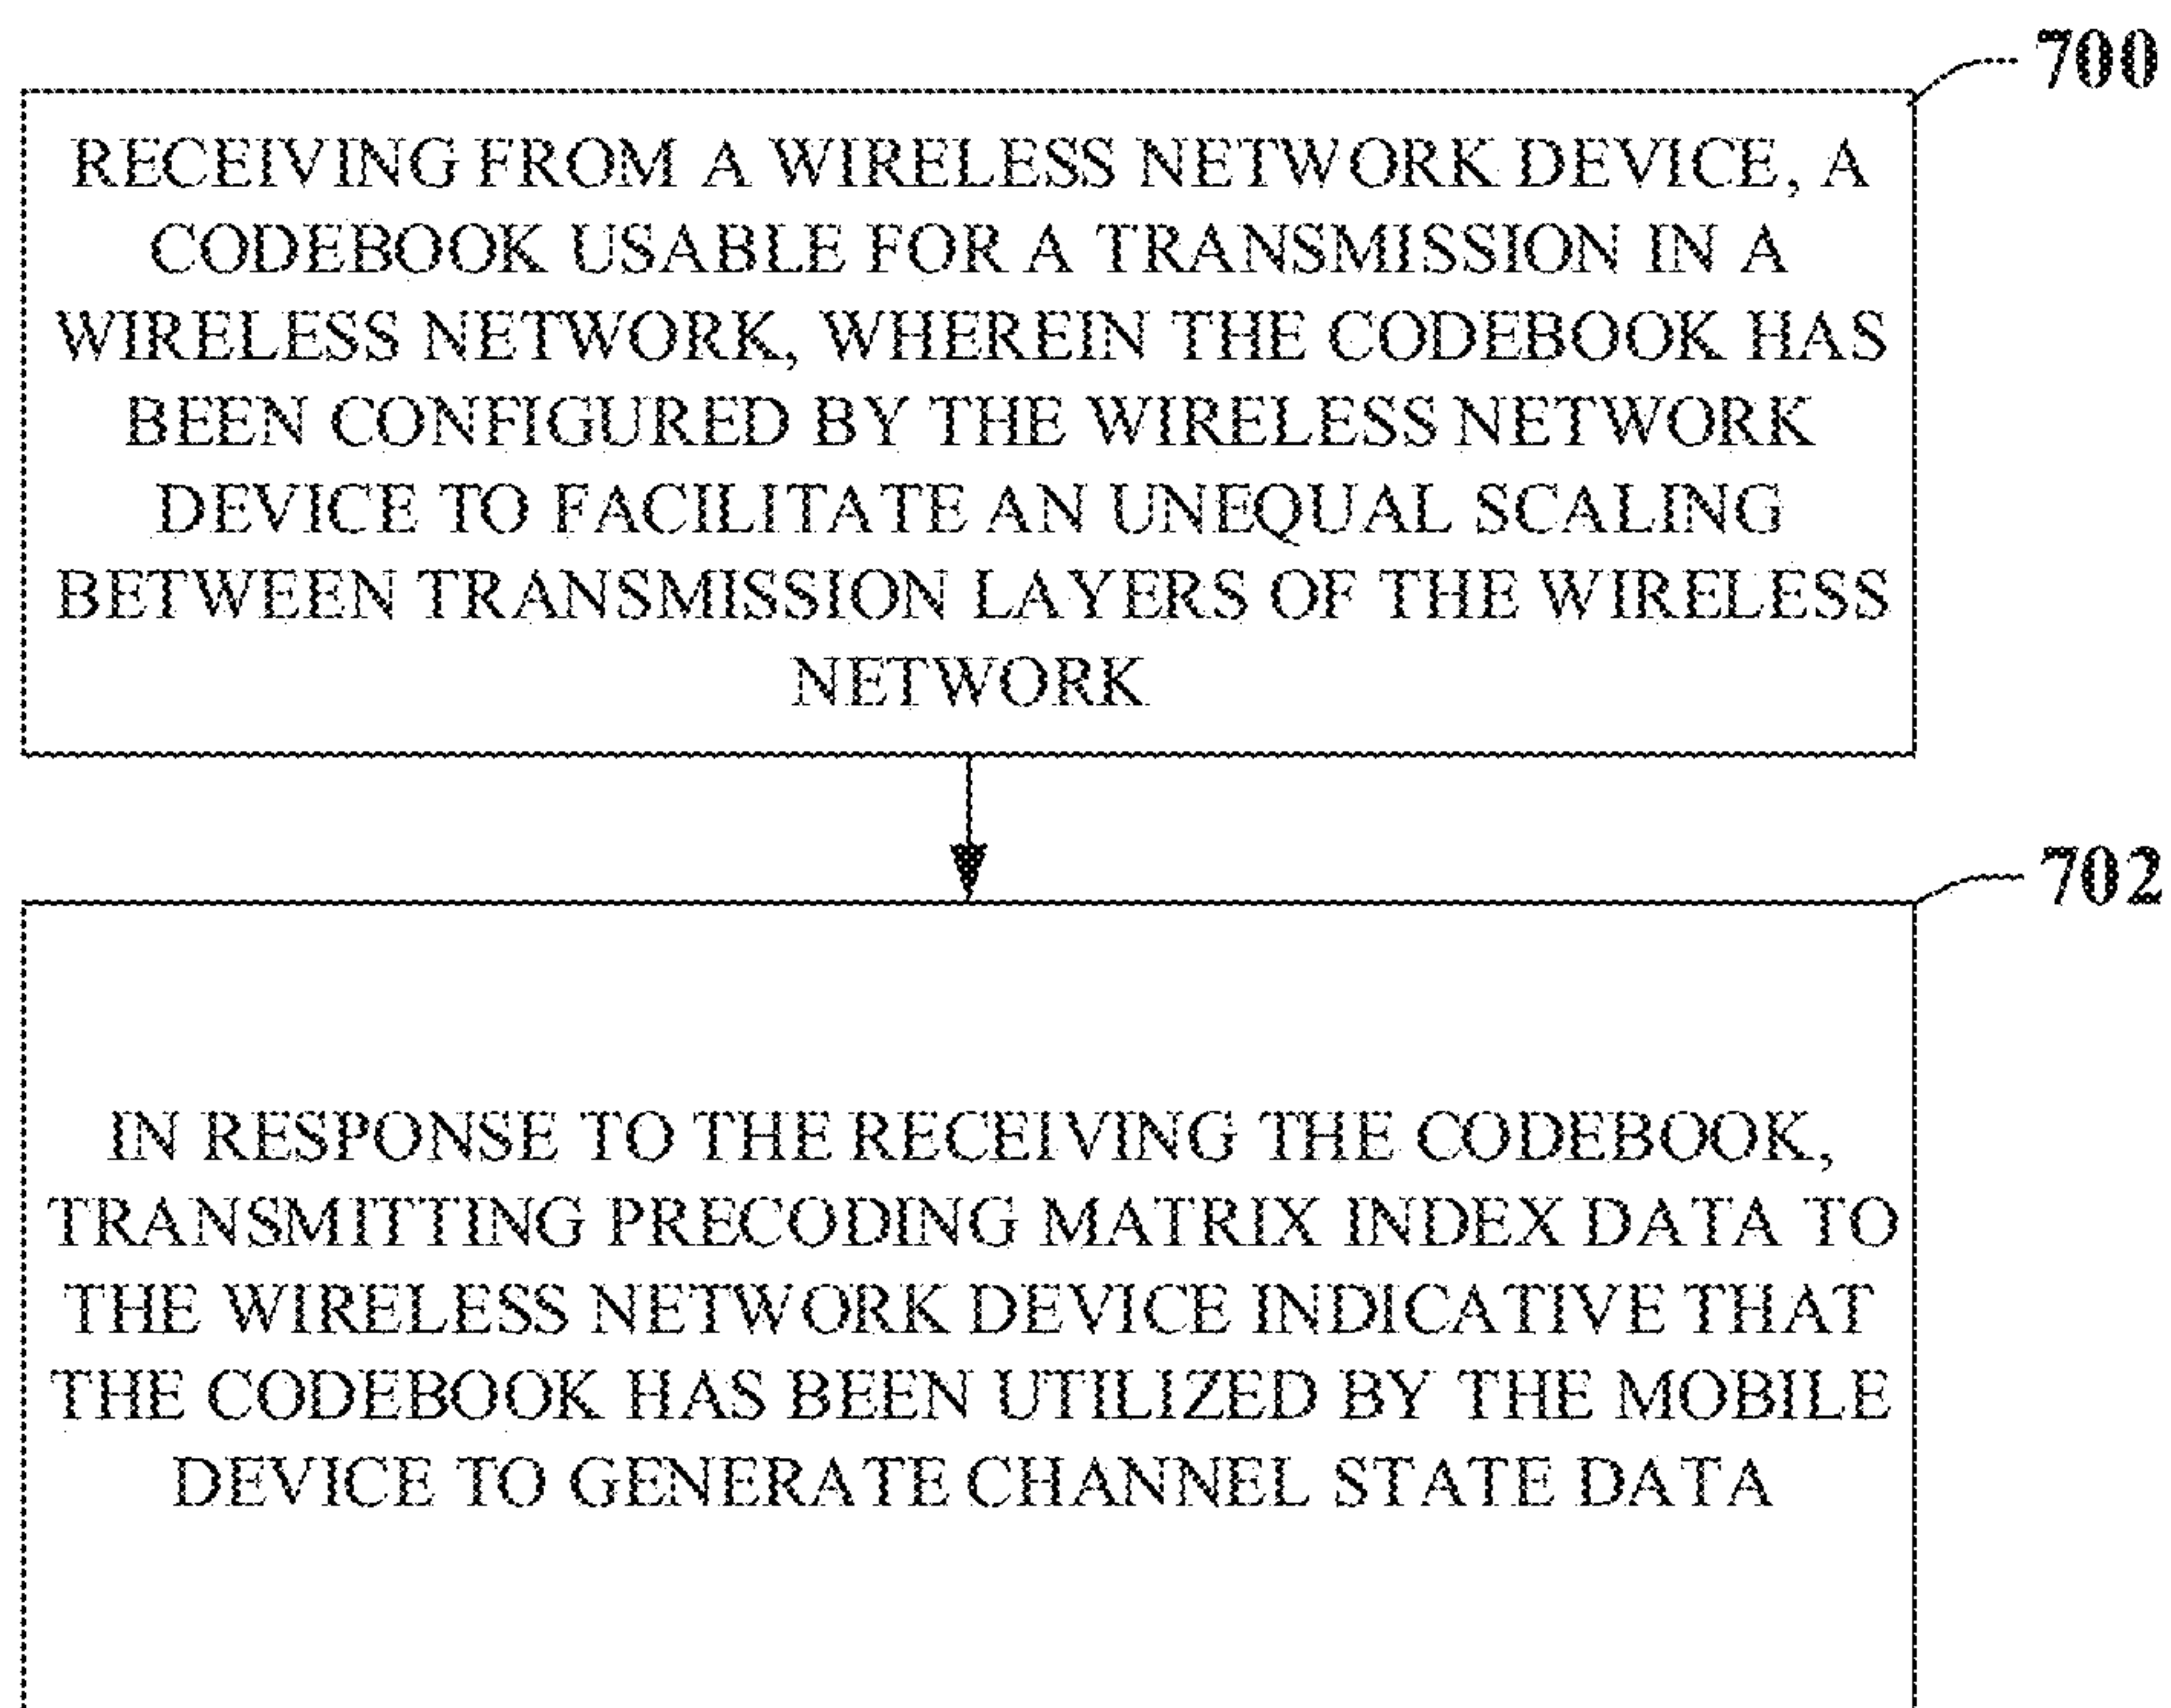 700
RECEIVING FROM A WIRELESS NETWORK DEVICE, A
CODEBOOK USABLE FOR A TRANSMISSION IN A
WIRELESS NETWORK, WHEREIN THE CODEBOOK HAS
BEEN CONFIGURED BY THE WIRELESS NETWORK
DEVICE TO FACILITATE AN UNEQUAL SCALING
BETWEEN TRANSMISSION LAYERS OF THE WIRELESS
NETWORK
702
IN RESPONSE TO THE RECEIVING THE CODEBOOK,
TRANSMITTING PRECODING MATRIX INDEX DATA TO
THE WIRELESS NETWORK DEVICE INDICATIVE THAT
THE CODEBOOK HAS BEEN UTILIZED BY THE MOBILE
DEVICE TO GENERATE CHANNEL STATE DATA